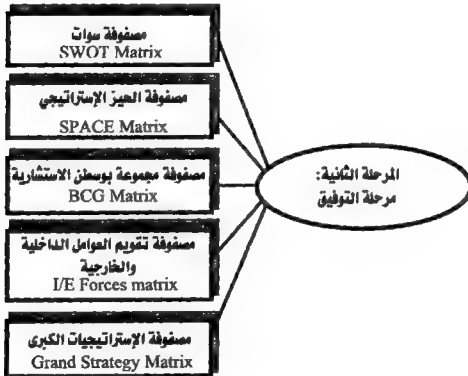 مصفوفة سوات
SWOT Matrix
مصفوفة الحيز الإستراتيجي
SPACE Matrix
مصفوفة مجموعة بوسطن الاستشارية
BCG Matrix
مصفوفة تقويم العوامل الداخلية
والخارجية
I/E Forces matrix
مصفوفة الإستراتيجيات الكبرى
Grand Strategy Matrix
المرحلة الثانية:
مرحلة التوفيق